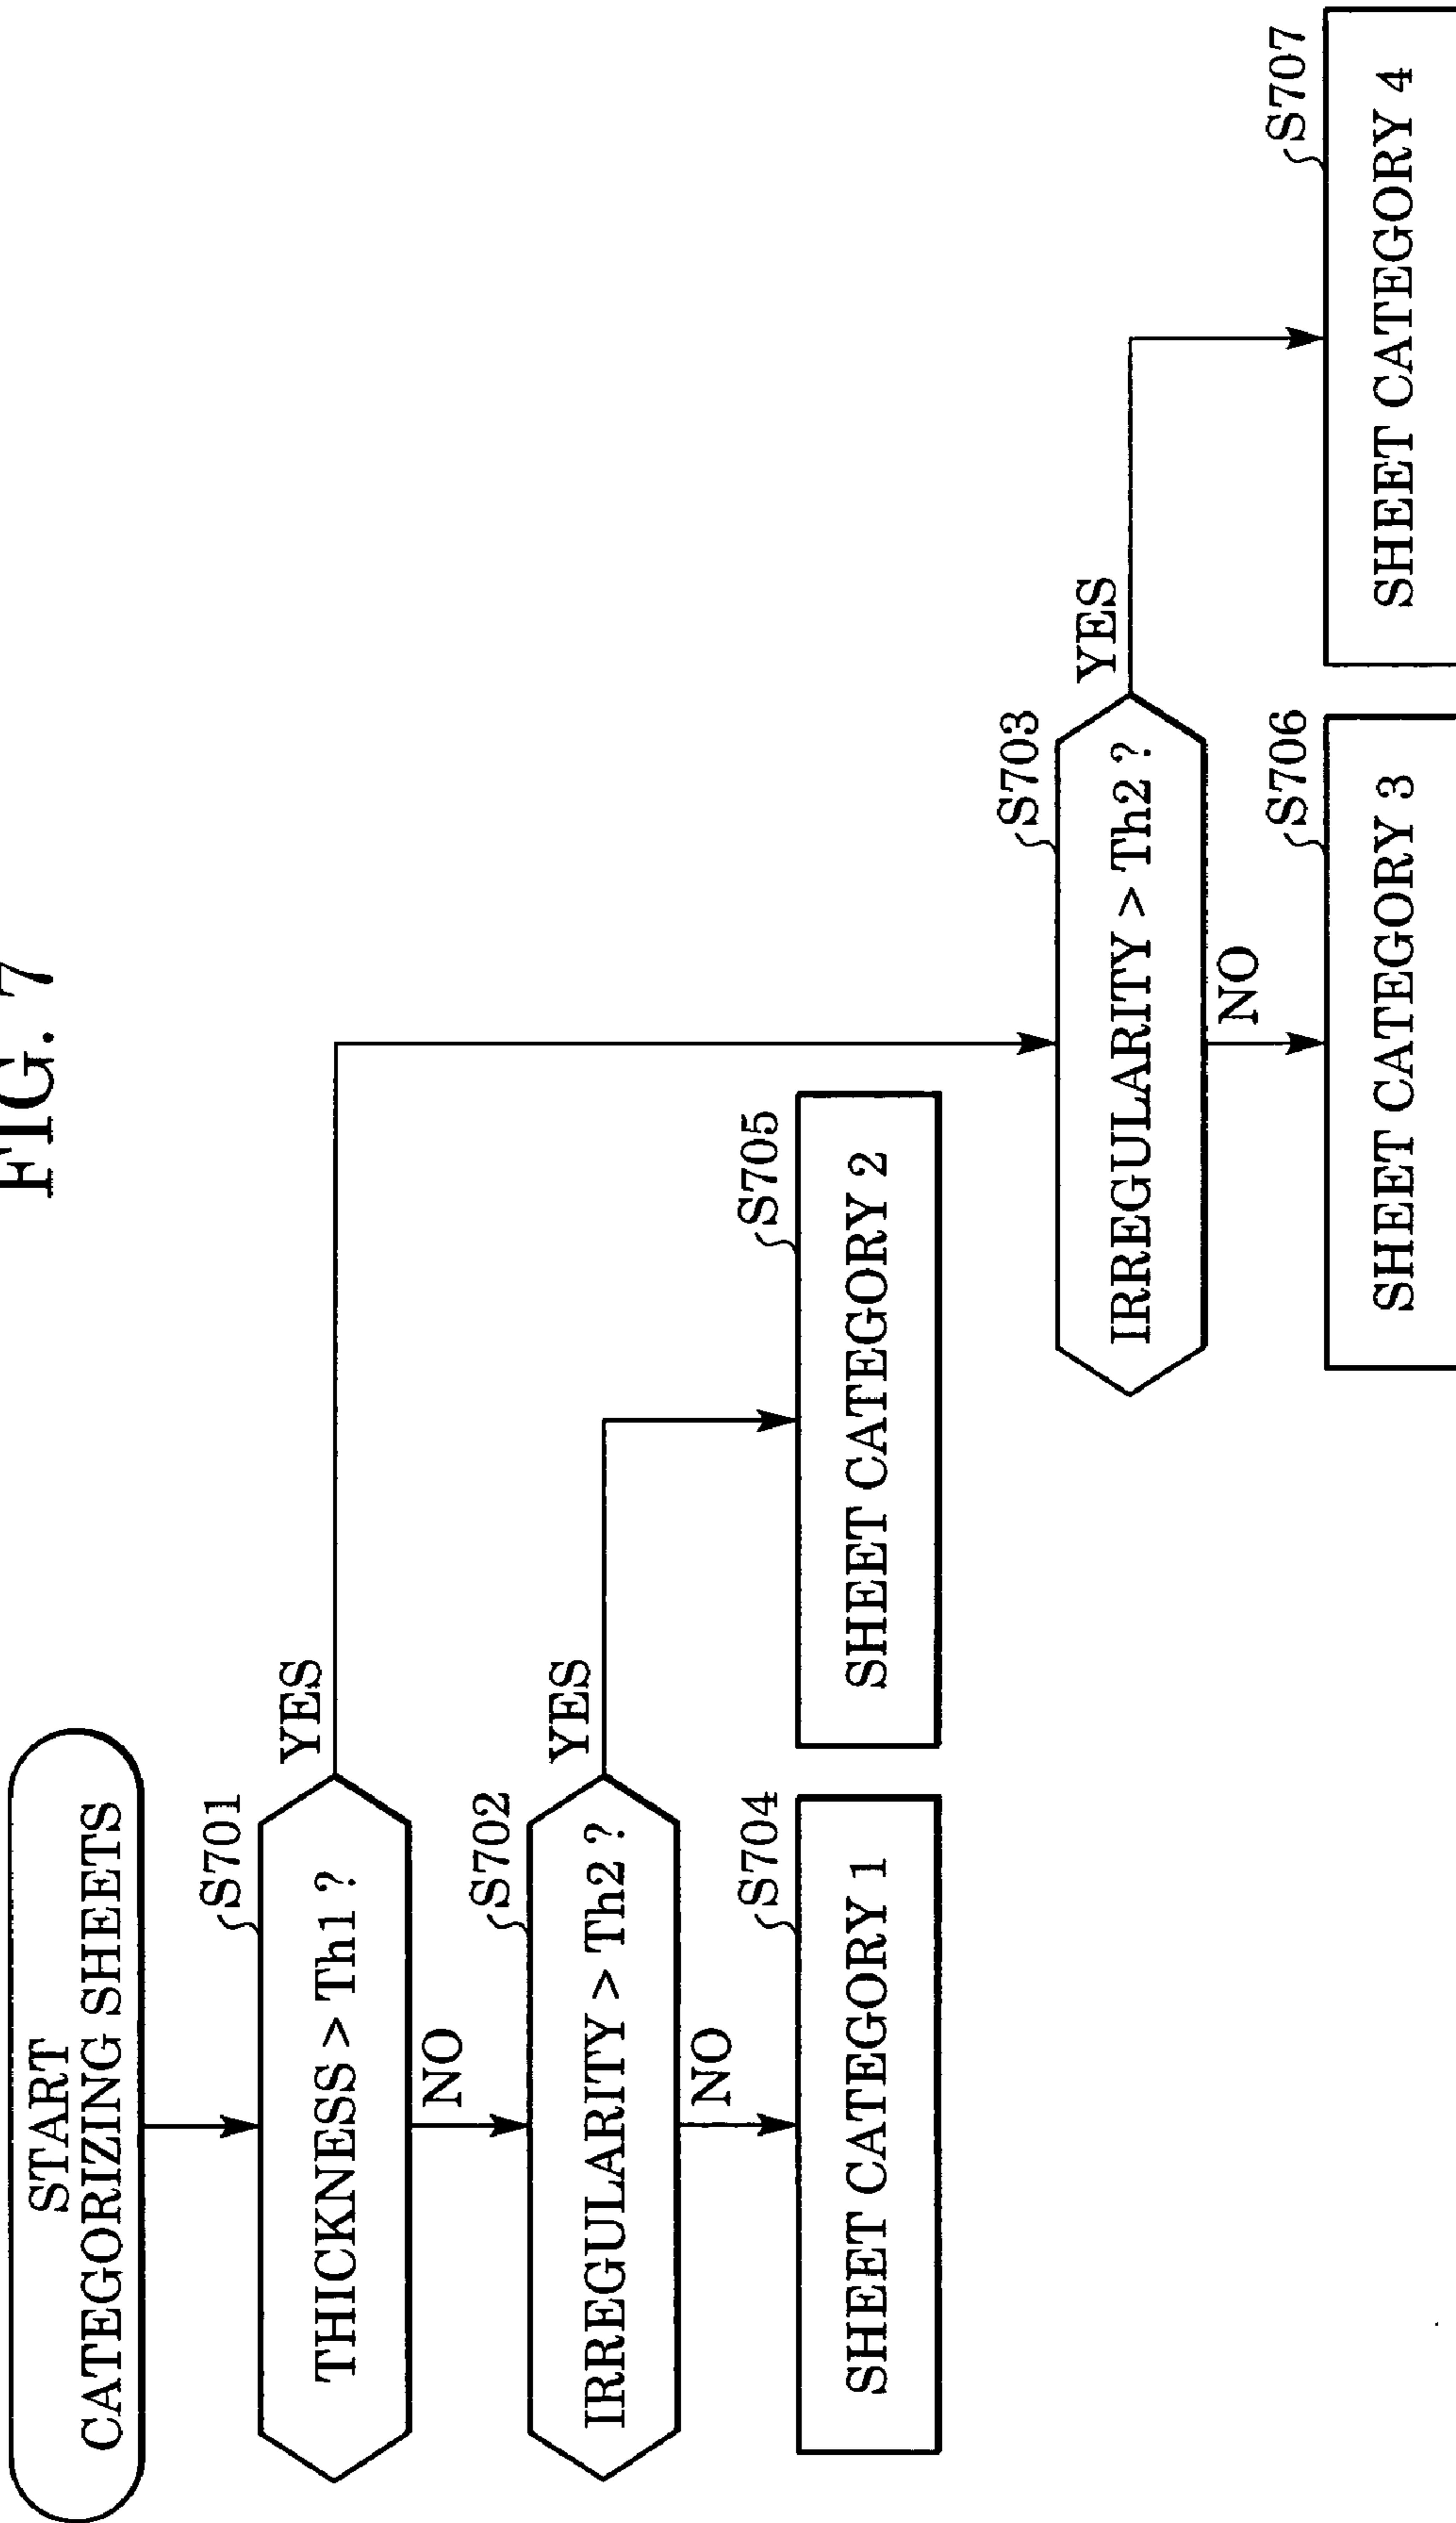 FIG. 7
START
CATEGORIZING SHEETS
S701
THICKNESS > Th1 ?
YES
NO
S702
IRREGULARITY > Th2 ?
YES
NO
S704
SHEET CATEGORY 1
S705
SHEET CATEGORY 2
S703
IRREGULARITY > Th2 ?
YES
NO
S706
SHEET CATEGORY 3
S707
SHEET CATEGORY 4